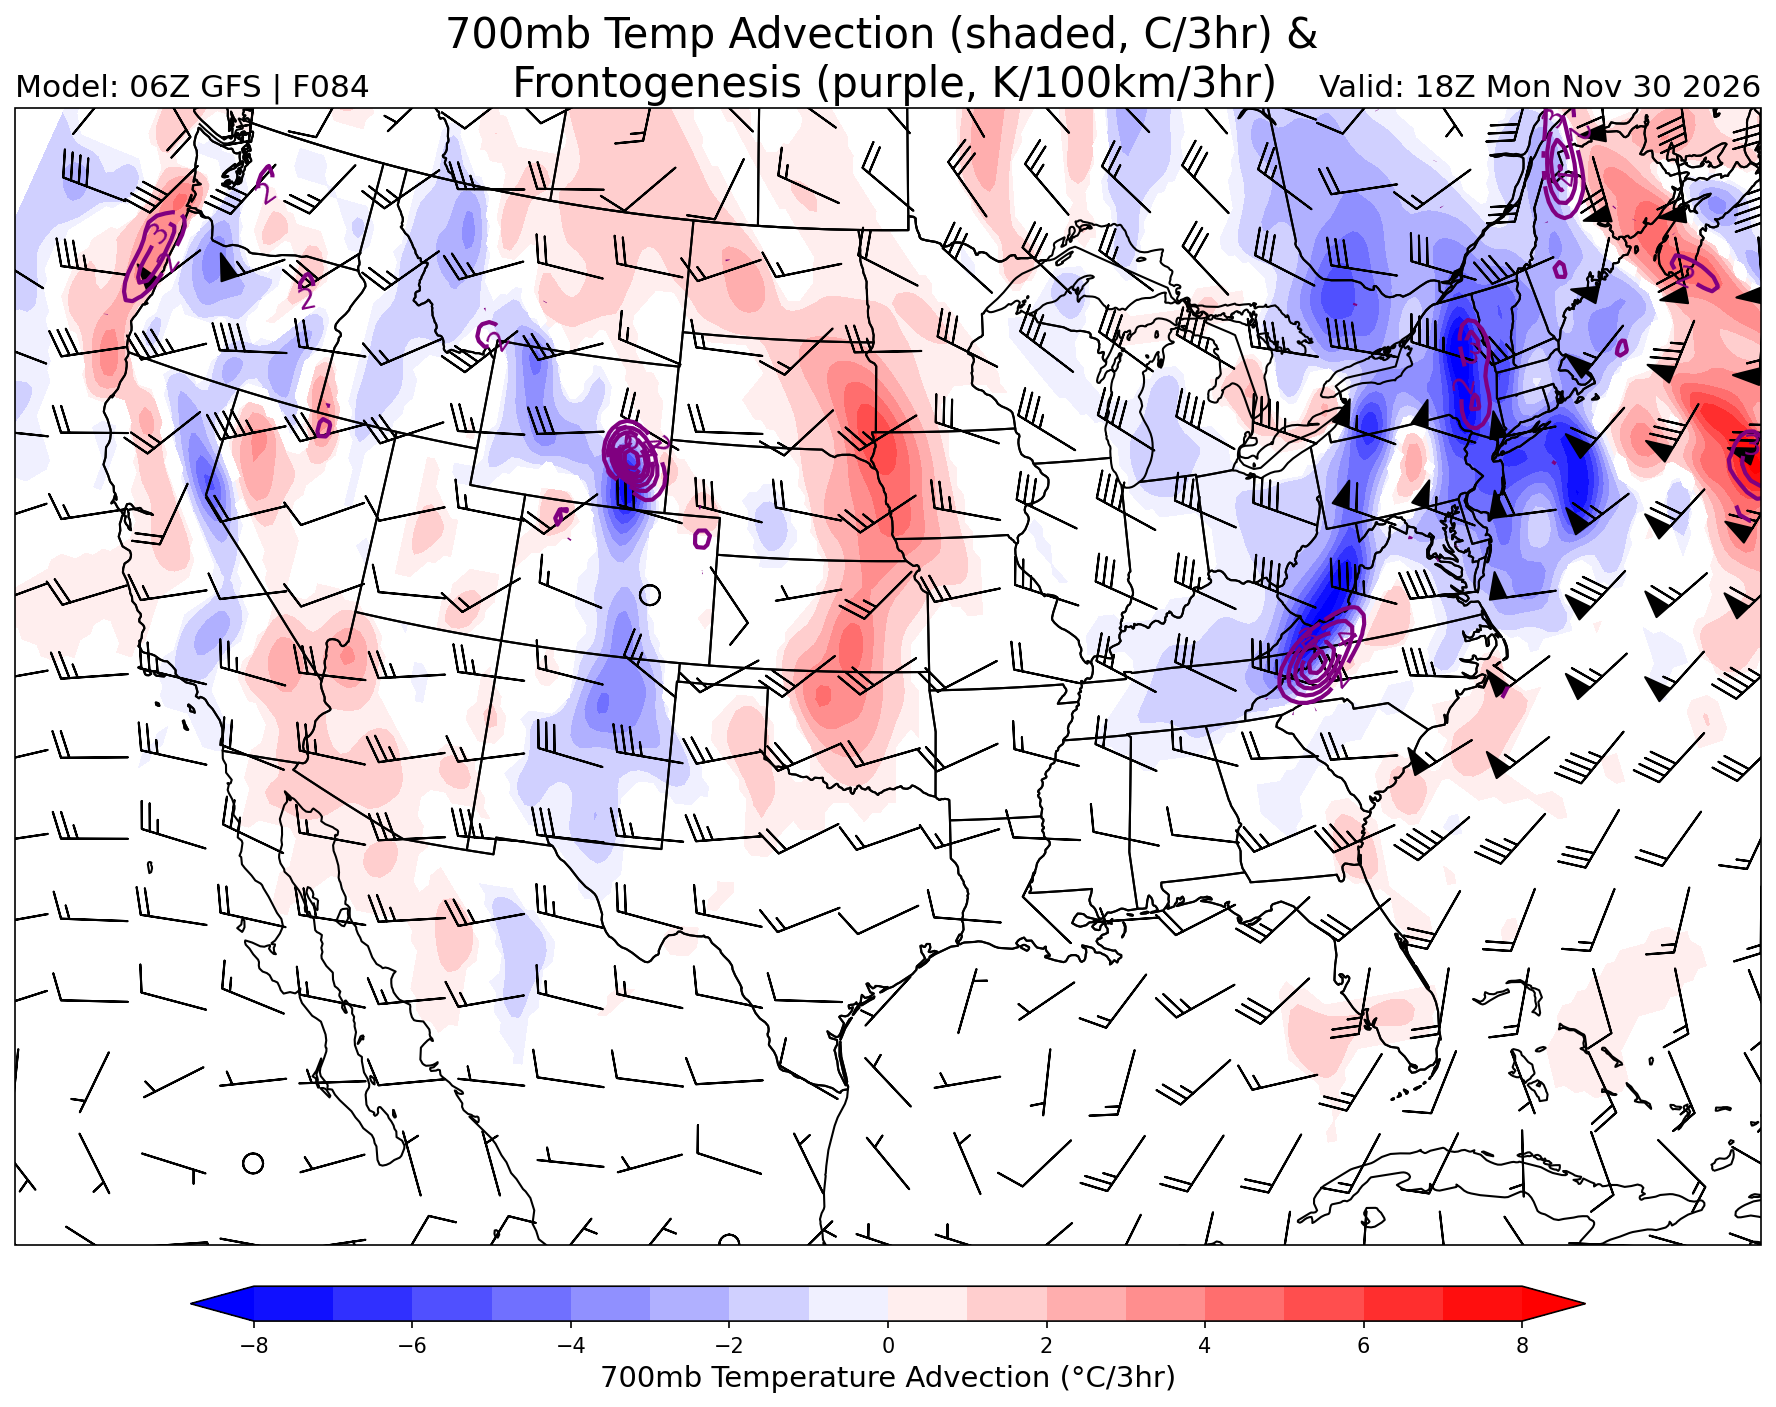 700mb Temp Advection (shaded, C/3hr) &
Frontogenesis (purple, K/100km/3hr)
Model: 06Z GFS | F084
Valid: 18Z Mon Nov 30 2026
−8 −6 −4 −2 0 2 4 6 8
700mb Temperature Advection (°C/3hr)